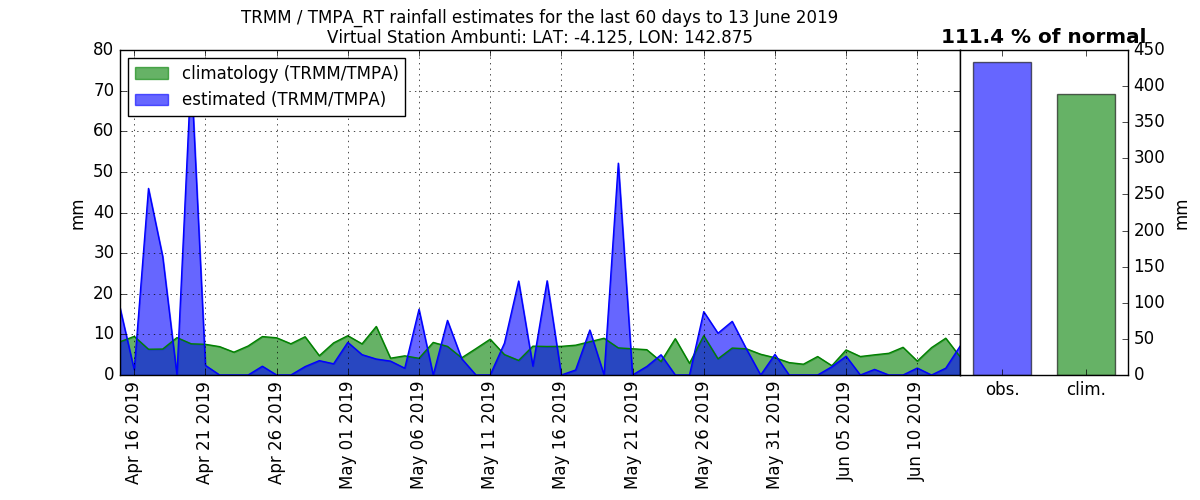 TRMM / TMPA_RT rainfall estimates for the last 60 days to 13 June 2019
Virtual Station Ambunti: LAT: -4.125, LON: 142.875
111.4 % of normal
climatology (TRMM/TMPA)
estimated (TRMM/TMPA)
80
70
60
50
40
30
20
10
0
mm
Apr 16 2019
Apr 21 2019
Apr 26 2019
May 01 2019
May 06 2019
May 11 2019
May 16 2019
May 21 2019
May 26 2019
May 31 2019
Jun 05 2019
Jun 10 2019
450
400
350
300
250
200
150
100
50
0
mm
obs.
clim.